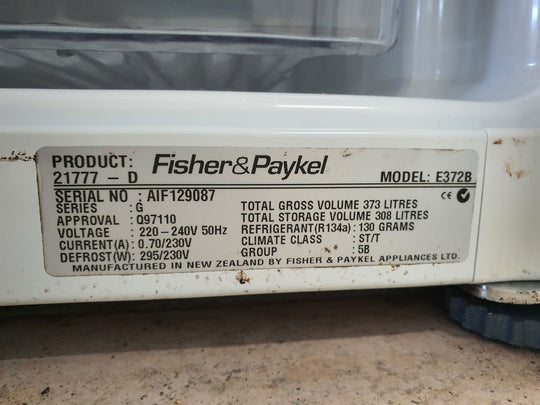 PRODUCT: Fisher&Paykel
21777 - D MODEL: E372B
SERIAL NO : AIF129087
SERIES : G TOTAL GROSS VOLUME 373 LITRES
APPROVAL : Q97110 TOTAL STORAGE VOLUME 308 LITRES
VOLTAGE : 220-240V 50Hz REFRIGERANT(R134a) : 130 GRAMS
CURRENT(A) : 0.70/230V CLIMATE CLASS : ST/T
DEFROST(W) : 295/230V GROUP : 5B
MANUFACTURED IN NEW ZEALAND BY FISHER & PAYKEL APPLIANCES LTD.